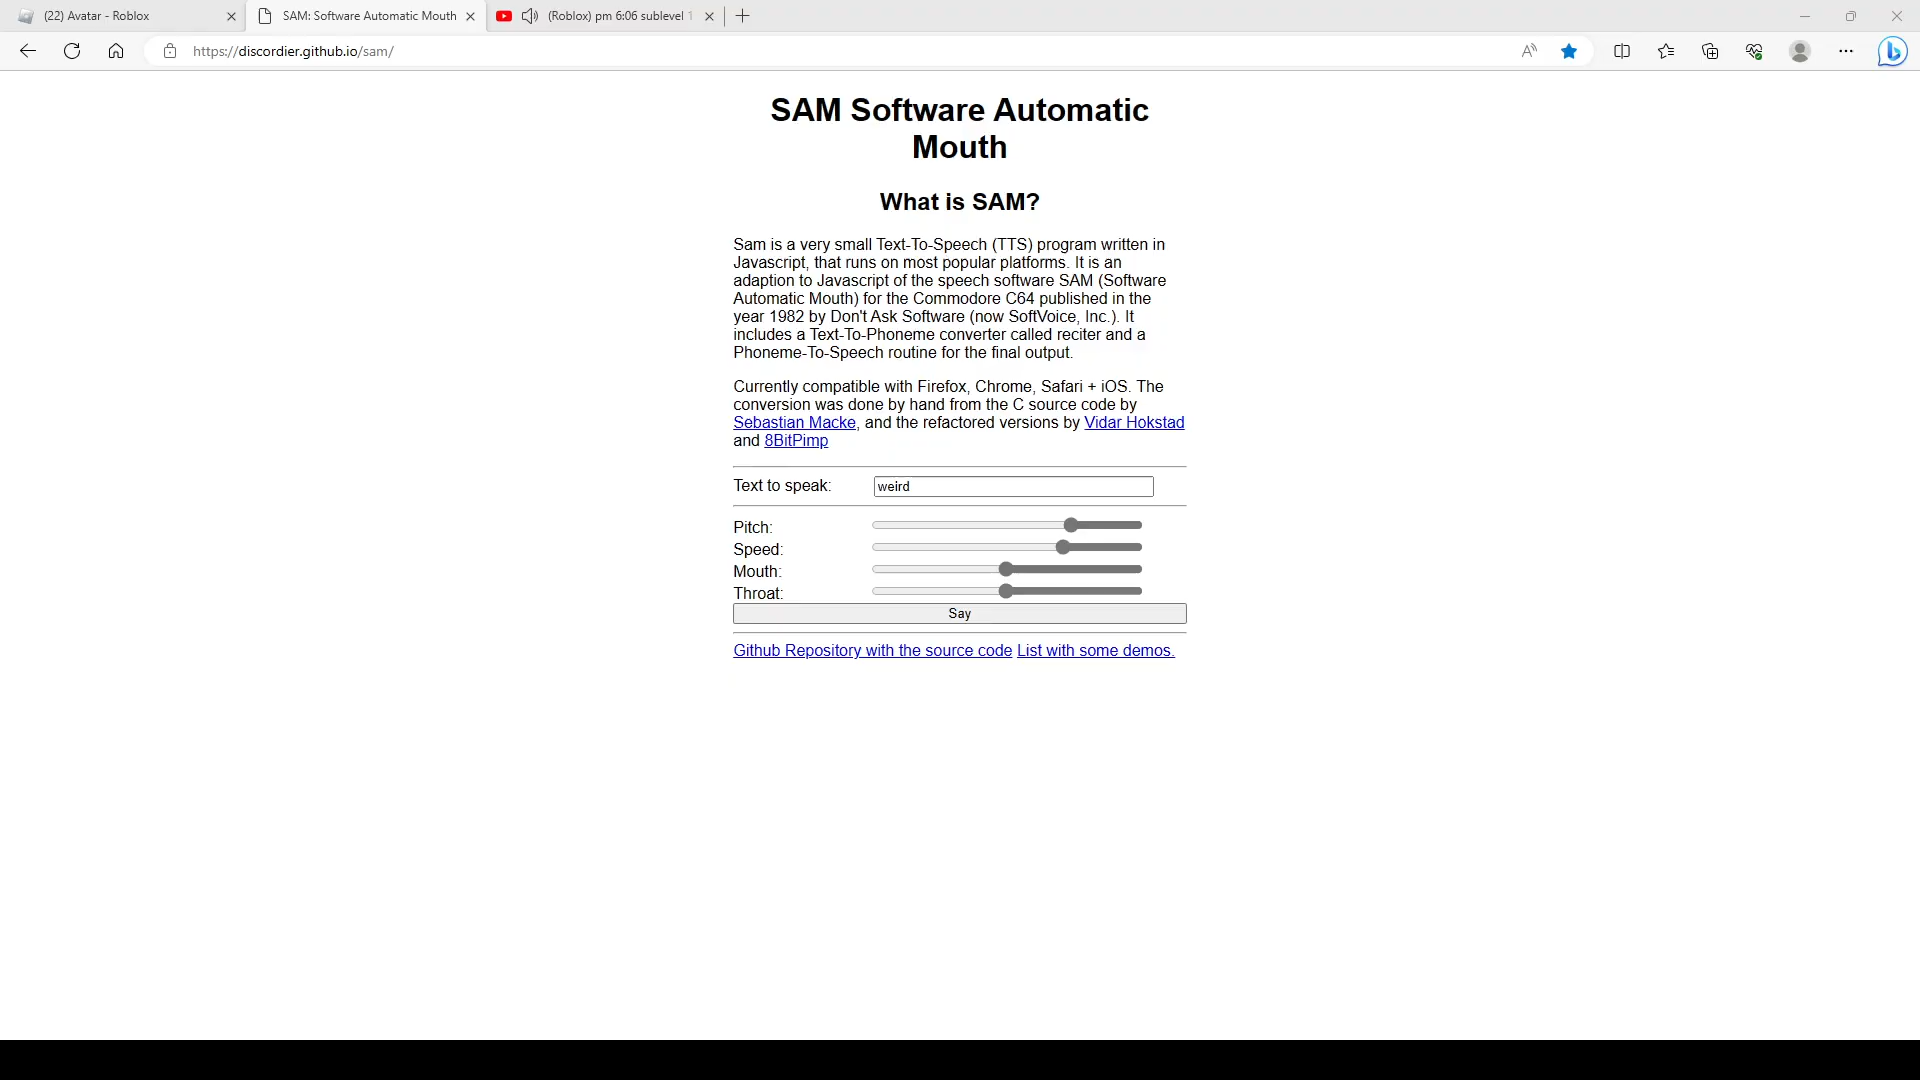 (22) Avatar - Roblox
SAM: Software Automatic Mouth
(Roblox) pm 6:06 sublevel 1
https://discordier.github.io/sam/
SAM Software Automatic
Mouth
What is SAM?
Sam is a very small Text-To-Speech (TTS) program written in
Javascript, that runs on most popular platforms. It is an
adaption to Javascript of the speech software SAM (Software
Automatic Mouth) for the Commodore C64 published in the
year 1982 by Don't Ask Software (now SoftVoice, Inc.). It
includes a Text-To-Phoneme converter called reciter and a
Phoneme-To-Speech routine for the final output.
Currently compatible with Firefox, Chrome, Safari + iOS. The
conversion was done by hand from the C source code by
Sebastian Macke, and the refactored versions by Vidar Hokstad
and 8BitPimp
Text to speak: weird
Pitch:
Speed:
Mouth:
Throat:
Say
Github Repository with the source code List with some demos.